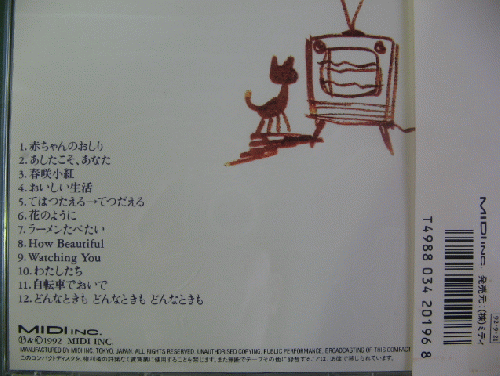 1. 赤ちゃんのおしり
2. あしたこそ、あなた
3. 春咲小紅
4. おいしい生活
5. てはつたえる→てつだえる
6. 花のように
7. ラーメンたべたい
8. How Beautiful
9. Watching You
10. わたしたち
11. 自転車でおいで
12. どんなときも どんなときも どんなときも
MIDI INC.
℗&©1992 MIDI INC.
MANUFACTURED BY MIDI INC. TOKYO, JAPAN. ALL RIGHTS RESERVED. UNAUTHORISED COPYING, PUBLIC PERFORMANCE, BROADCASTING OF THIS COMPACT
T4988 034 20196 8
MIDI INC.
発売元:(株)ミディ